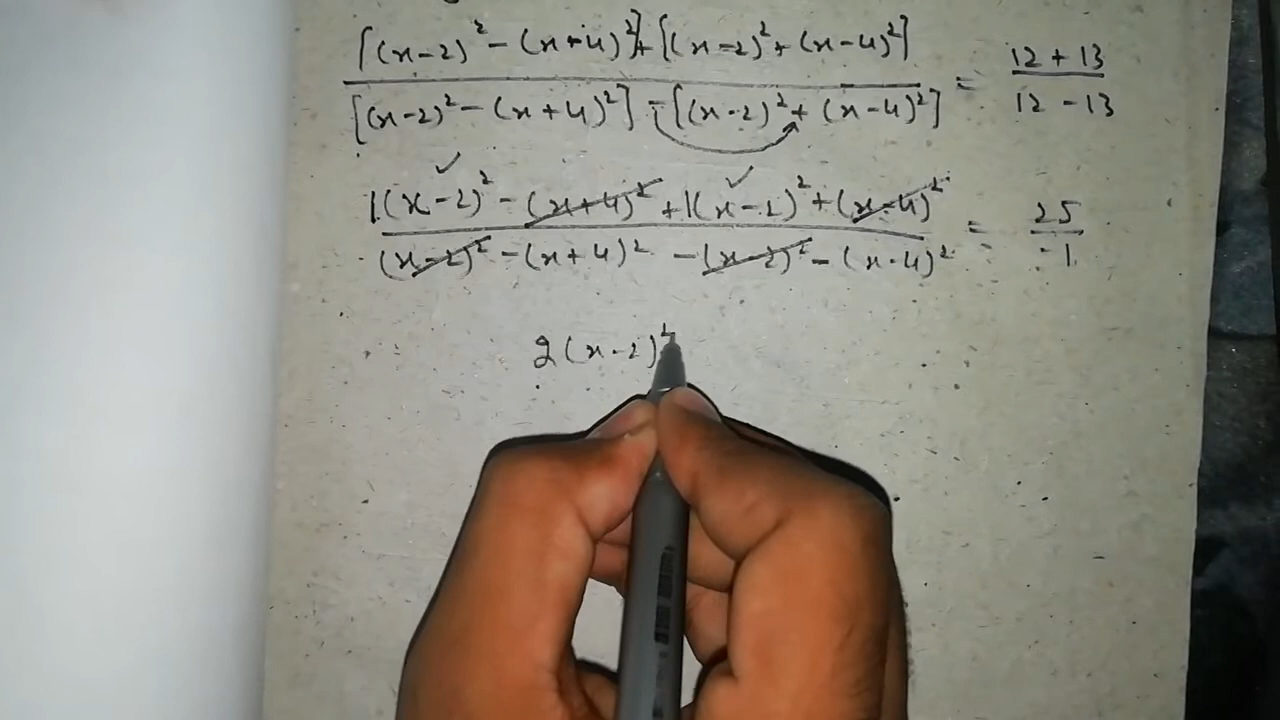 [(x-2)² - (x+4)²] + [(x-2)² + (x-4)²] / [(x-2)² - (x+4)²] - [(x-2)² + (x-4)²] = 12 + 13 / 12 - 13
1(x-2)² - (x+4)² + 1(x-2)² + (x-4)² / (x-2)² - (x+4)² - (x-2)² - (x-4)² = 25 / -1
2(x-2)²